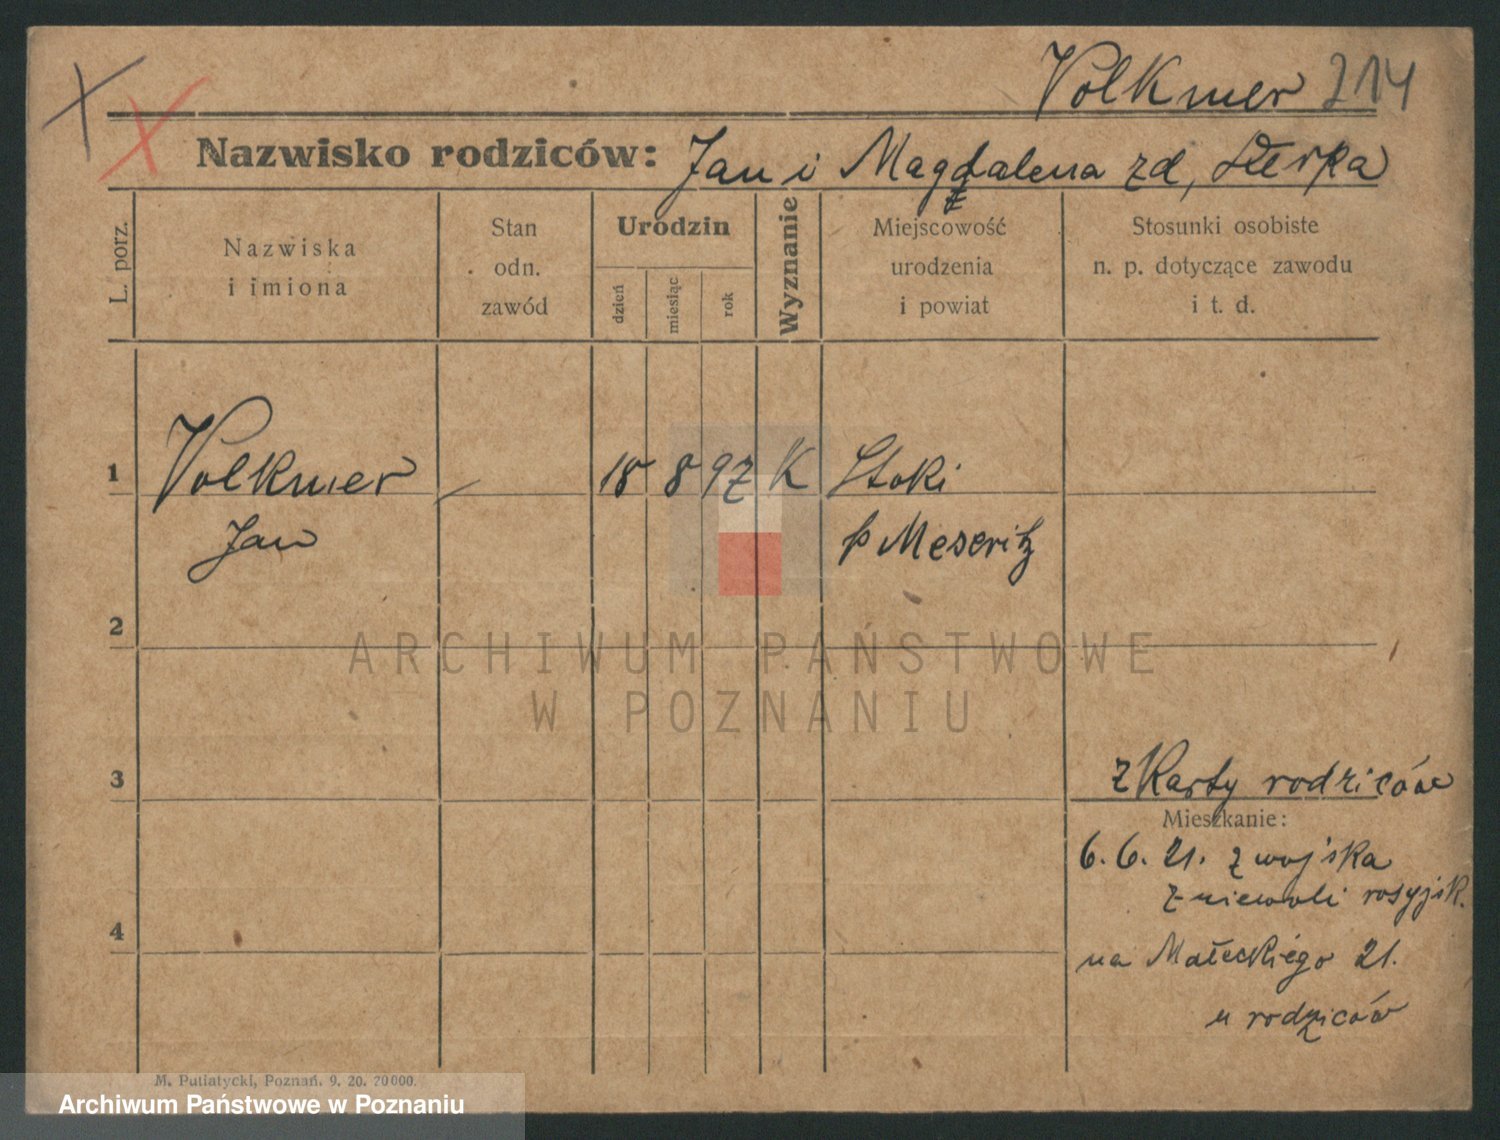 Volkmer 214
Nazwisko rodziców: Jan i Magdalena zd,
L. porz.
Nazwiska
i imiona
Stan
odn.
zawód
Urodzin
dzień
miesiąc
rok
Wyznanie
Miejscowość
urodzenia
i powiat
Stosunki osobiste
n. p. dotyczące zawodu
i t. d.
1 Volkmer 18 8 97 K Stoki
Jan p Meseritz
2
3
z Karty rodziców
Mieszkanie:
6. 6. 21. z wojska
z niewoli rosyjsk.
4
na Małeckiego 21.
u rodziców
M. Putiatycki, Poznań. 9. 20. 20000.
ARCHIWUM PAŃSTWOWE
W POZNANIU
Archiwum Państwowe w Poznaniu